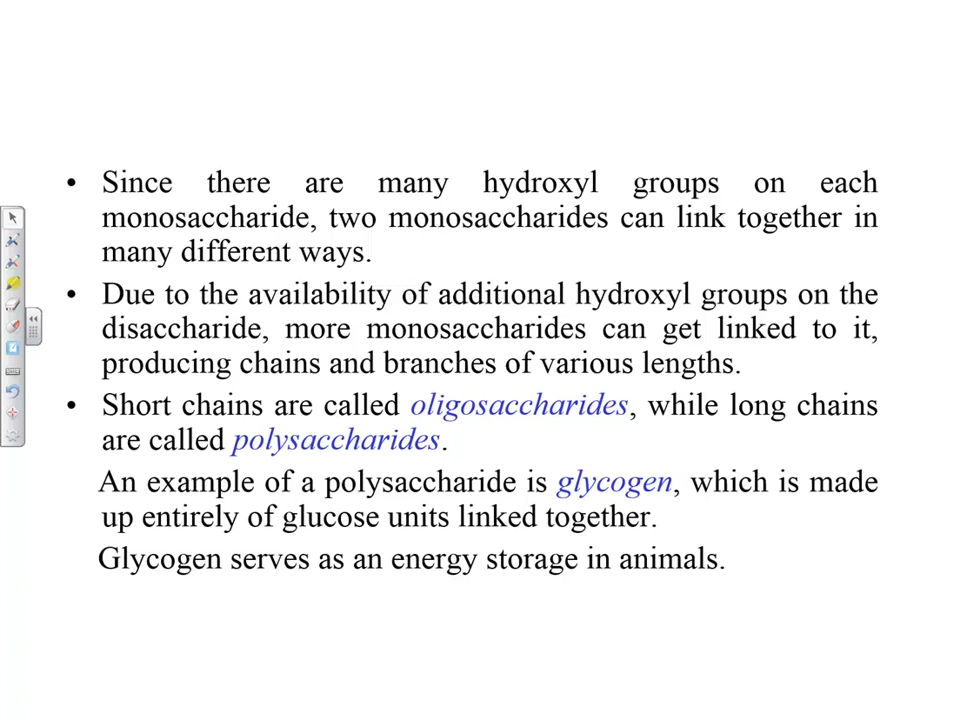 • Since there are many hydroxyl groups on each
monosaccharide, two monosaccharides can link together in
many different ways.
• Due to the availability of additional hydroxyl groups on the
disaccharide, more monosaccharides can get linked to it,
producing chains and branches of various lengths.
• Short chains are called oligosaccharides, while long chains
are called polysaccharides.
An example of a polysaccharide is glycogen, which is made
up entirely of glucose units linked together.
Glycogen serves as an energy storage in animals.